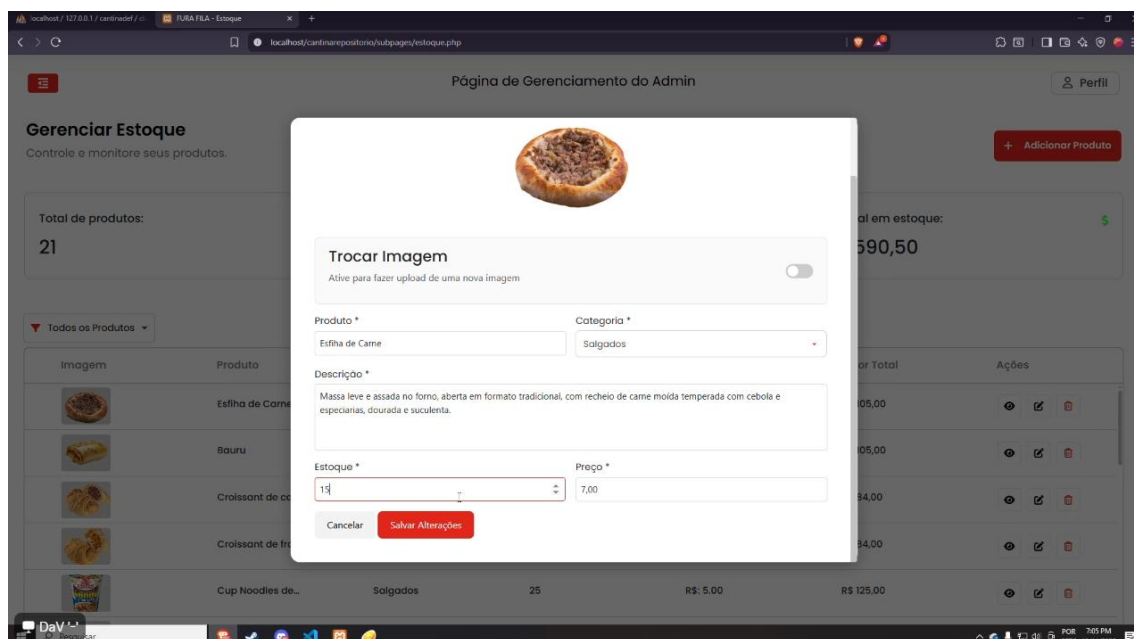 localhost / 127.0.0.1 / cantinadef / cl
FURA FILA - Estoque
localhost/cantinarepositorio/subpages/estoque.php
Página de Gerenciamento do Admin
Perfil
Gerenciar Estoque
Controle e monitore seus produtos.
+ Adicionar Produto
Total de produtos:
21
al em estoque:
590,50
$
Trocar Imagem
Ative para fazer upload de uma nova imagem
Produto *
Categoria *
Esfiha de Carne
Salgados
Descrição *
Massa leve e assada no forno, aberta em formato tradicional, com recheio de carne moída temperada com cebola e
especiarias, dourada e suculenta.
Estoque *
Preço *
15
7,00
Cancelar
Salvar Alterações
Todos os Produtos
Imagem
Produto
or Total
Ações
Esfiha de Carne
105,00
Bauru
105,00
Croissant de co
84,00
Croissant de fra
84,00
Cup Noodles de...
Salgados
25
R$: 5.00
R$ 125,00
DaV '-'
Pesquisar
POR
7:05 PM